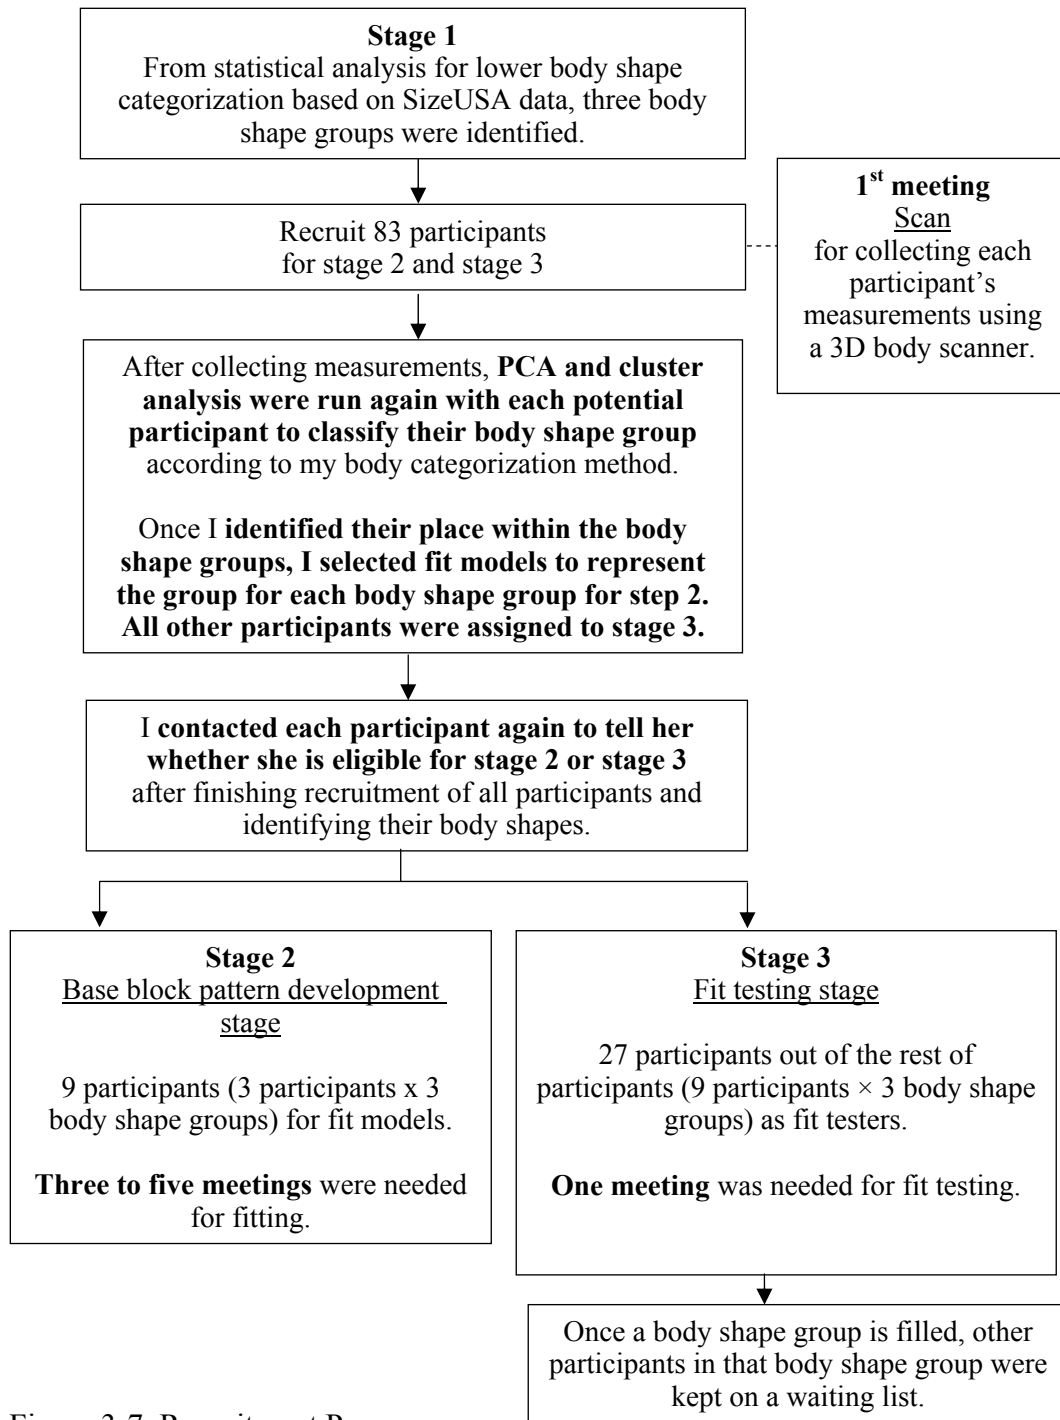 Stage 1
From statistical analysis for lower body shape
categorization based on SizeUSA data, three body
shape groups were identified.
1st meeting
Scan
for collecting each
participant’s
measurements using
a 3D body scanner.
Recruit 83 participants
for stage 2 and stage 3
After collecting measurements, PCA and cluster
analysis were run again with each potential
participant to classify their body shape group
according to my body categorization method.
Once I identified their place within the body
shape groups, I selected fit models to represent
the group for each body shape group for step 2.
All other participants were assigned to stage 3.
I contacted each participant again to tell her
whether she is eligible for stage 2 or stage 3
after finishing recruitment of all participants and
identifying their body shapes.
Stage 2
Base block pattern development
stage
9 participants (3 participants x 3
body shape groups) for fit models.
Three to five meetings were needed
for fitting.
Stage 3
Fit testing stage
27 participants out of the rest of
participants (9 participants × 3 body shape
groups) as fit testers.
One meeting was needed for fit testing.
Once a body shape group is filled, other
participants in that body shape group were
kept on a waiting list.
Figure 3-7. Recruitment